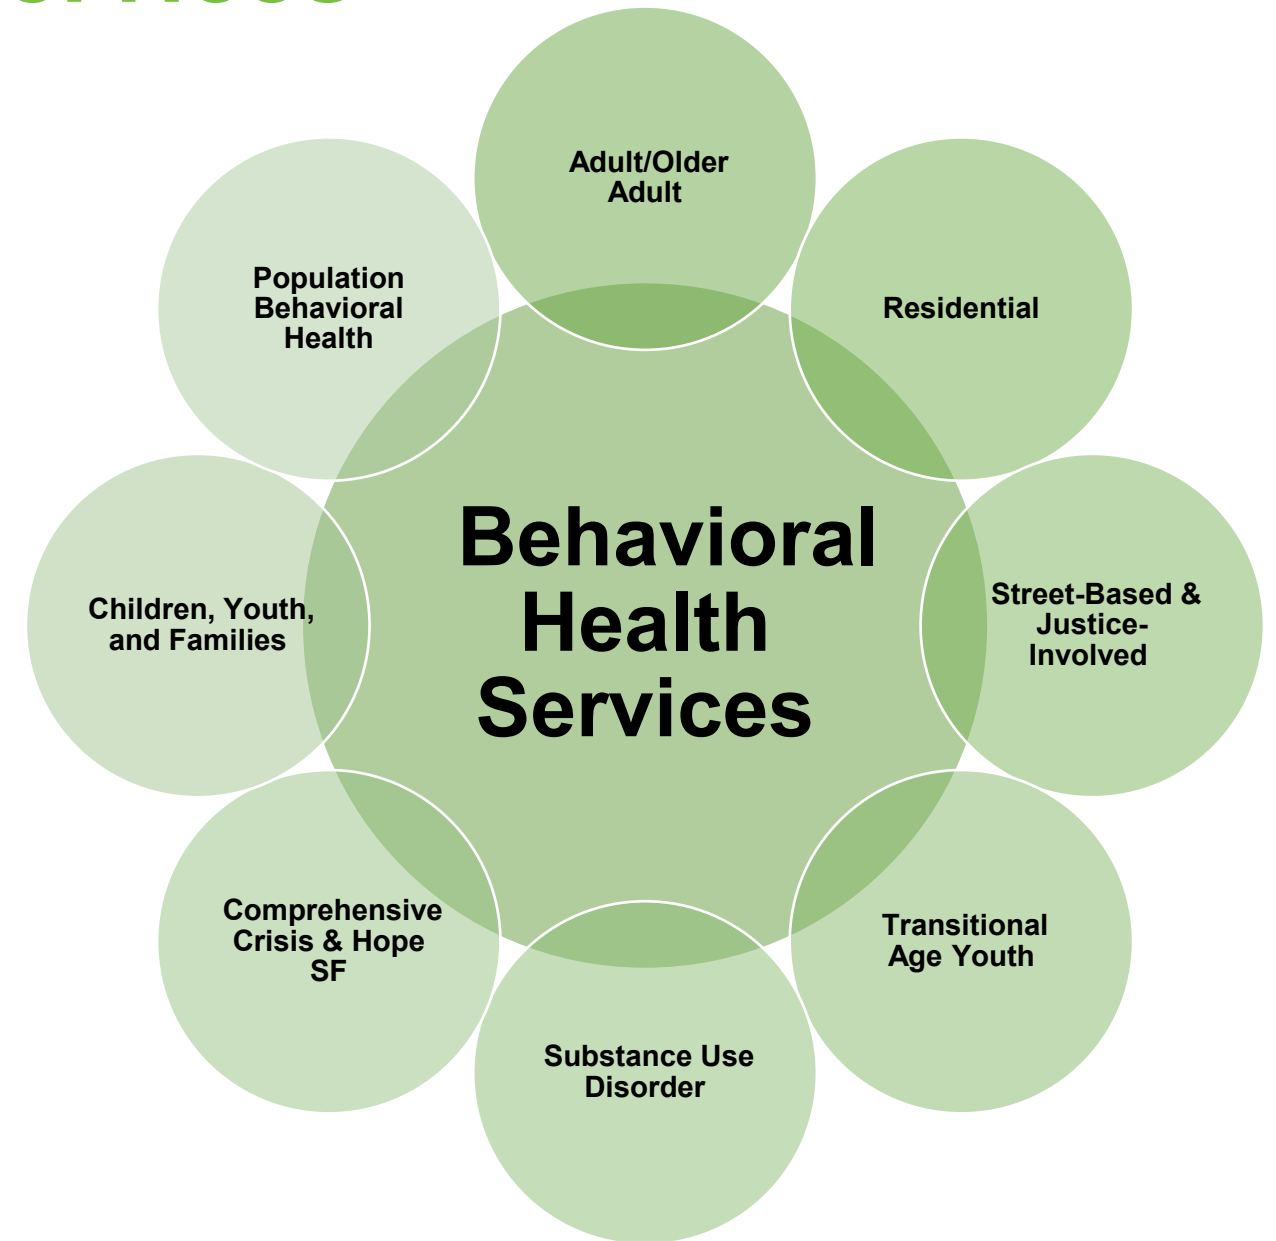 Adult/Older
Adult
Residential
Street-Based &
Justice-
Involved
Transitional
Age Youth
Substance Use
Disorder
Comprehensive
Crisis & Hope
SF
Children, Youth,
and Families
Population
Behavioral
Health
Behavioral
Health
Services